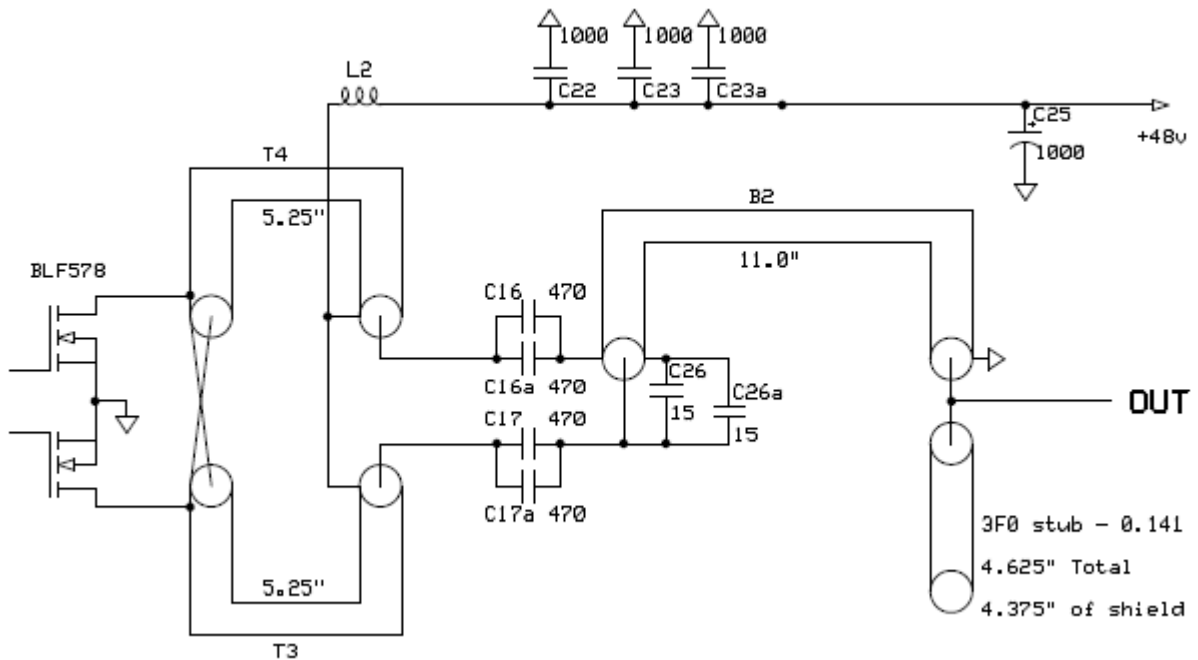 1000 1000 1000
L2
C22 C23 C23a
C25
+
+48v
1000
T4
B2
5.25"
11.0"
BLF578
C16 470
C26
C16a 470
C26a
15
C17 470
15
OUT
C17a 470
3F0 stub - 0.141
4.625" Total
4.375" of shield
5.25"
T3